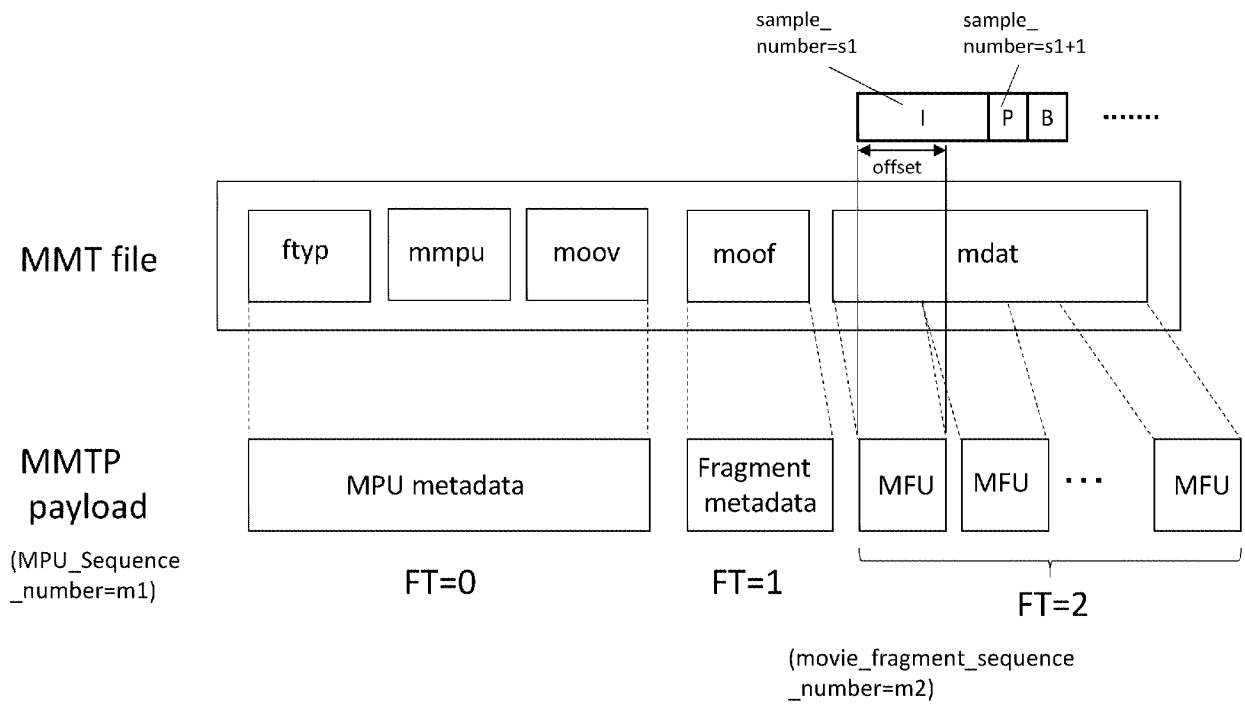 sample_
number=s1
sample_
number=s1+1
I
P
B
.......
offset
MMT file
ftyp
mmpu
moov
moof
mdat
MMTP
payload
(MPU_Sequence
_number=m1)
MPU metadata
Fragment
metadata
MFU
MFU
...
MFU
FT=0
FT=1
FT=2
(movie_fragment_sequence
_number=m2)